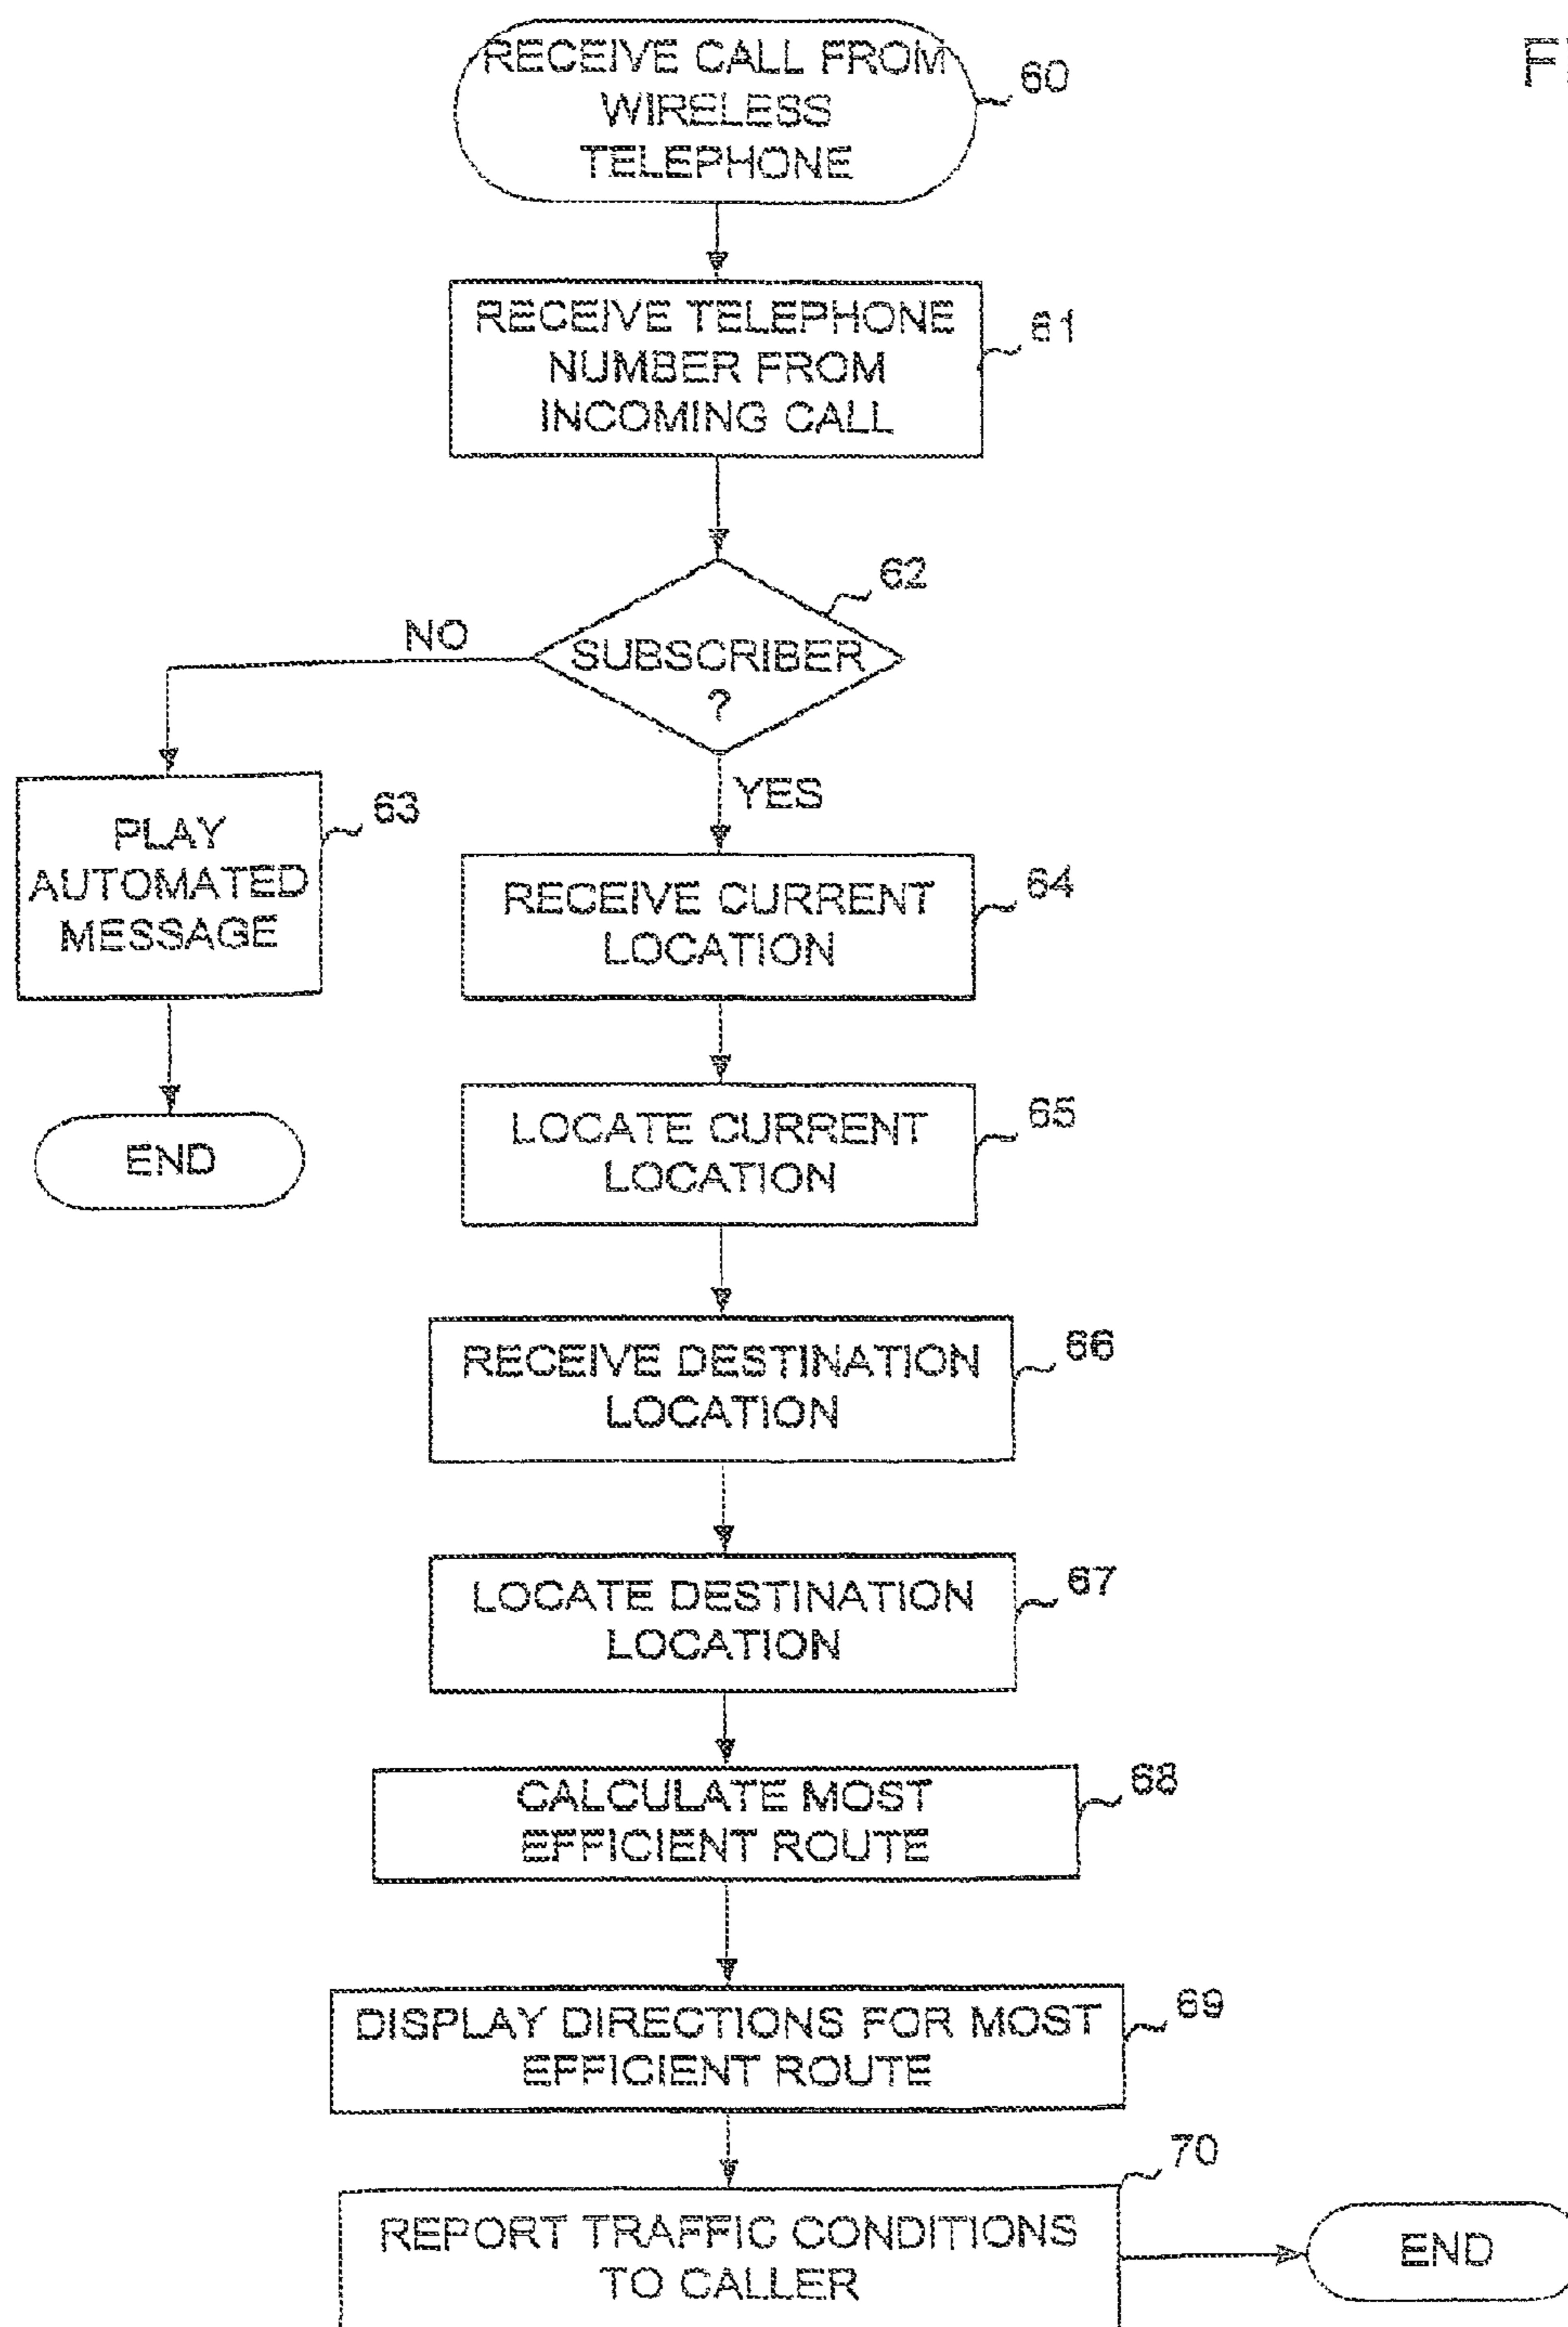 RECEIVE CALL FROM
WIRELESS
TELEPHONE
60
RECEIVE TELEPHONE
NUMBER FROM
INCOMING CALL
61
62
SUBSCRIBER
?
NO
YES
PLAY
AUTOMATED
MESSAGE
63
END
RECEIVE CURRENT
LOCATION
64
LOCATE CURRENT
LOCATION
65
RECEIVE DESTINATION
LOCATION
66
LOCATE DESTINATION
LOCATION
67
CALCULATE MOST
EFFICIENT ROUTE
68
DISPLAY DIRECTIONS FOR MOST
EFFICIENT ROUTE
69
70
REPORT TRAFFIC CONDITIONS
TO CALLER
END